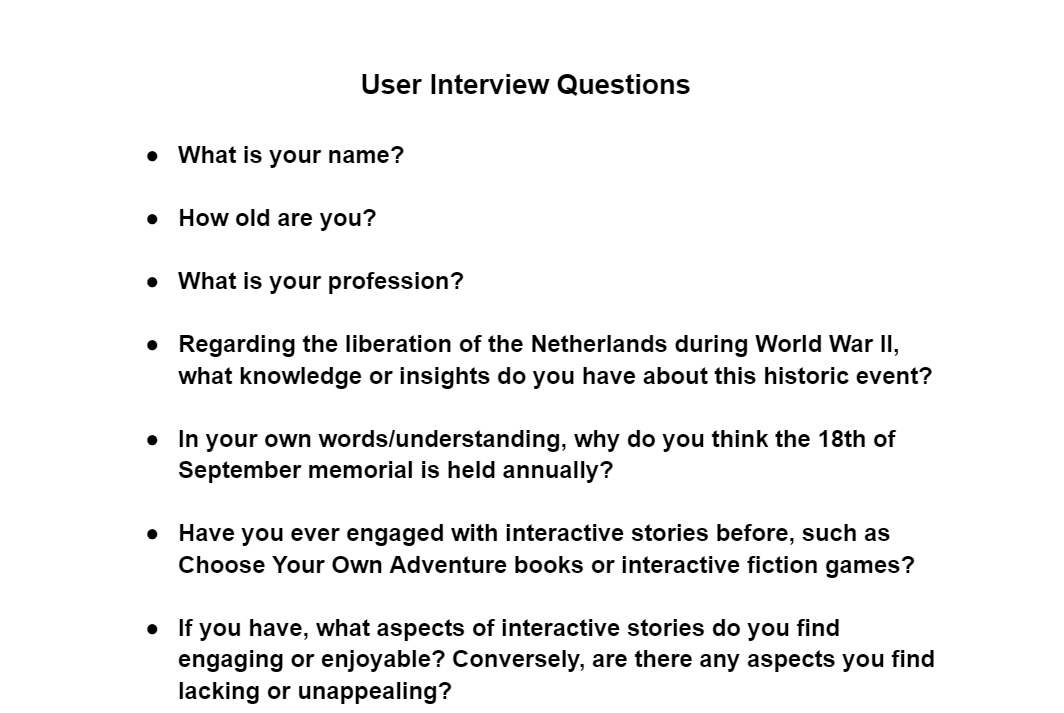 User Interview Questions
● What is your name?
● How old are you?
● What is your profession?
● Regarding the liberation of the Netherlands during World War II,
what knowledge or insights do you have about this historic event?
● In your own words/understanding, why do you think the 18th of
September memorial is held annually?
● Have you ever engaged with interactive stories before, such as
Choose Your Own Adventure books or interactive fiction games?
● If you have, what aspects of interactive stories do you find
engaging or enjoyable? Conversely, are there any aspects you find
lacking or unappealing?